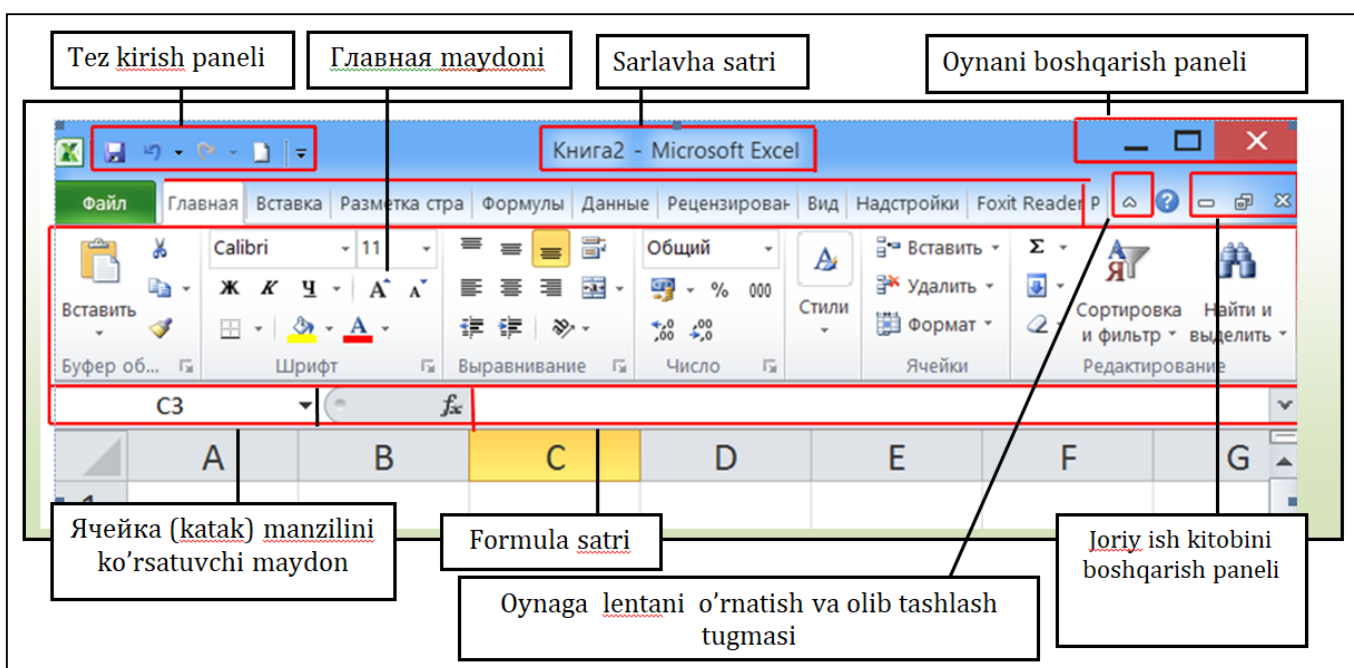 Tez kirish paneli
Главная maydoni
Sarlavha satri
Oynani boshqarish paneli
Книга2 - Microsoft Excel
Файл Главная Вставка Разметка стра Формулы Данные Рецензирован Вид Надстройки Foxit Reader P
Calibri 11 Общий Вставить Σ
Ж К Ч А А % 000 Удалить
Вставить Стили Формат Сортировка и фильтр Найти и выделить
Буфер об... Шрифт Выравнивание Число Ячейки Редактирование
C3 fx
A B C D E F G
Ячейка (katak) manzilini
ko’rsatuvchi maydon
Formula satri
Joriy ish kitobini
boshqarish paneli
Oynaga lentani o’rnatish va olib tashlash
tugmasi